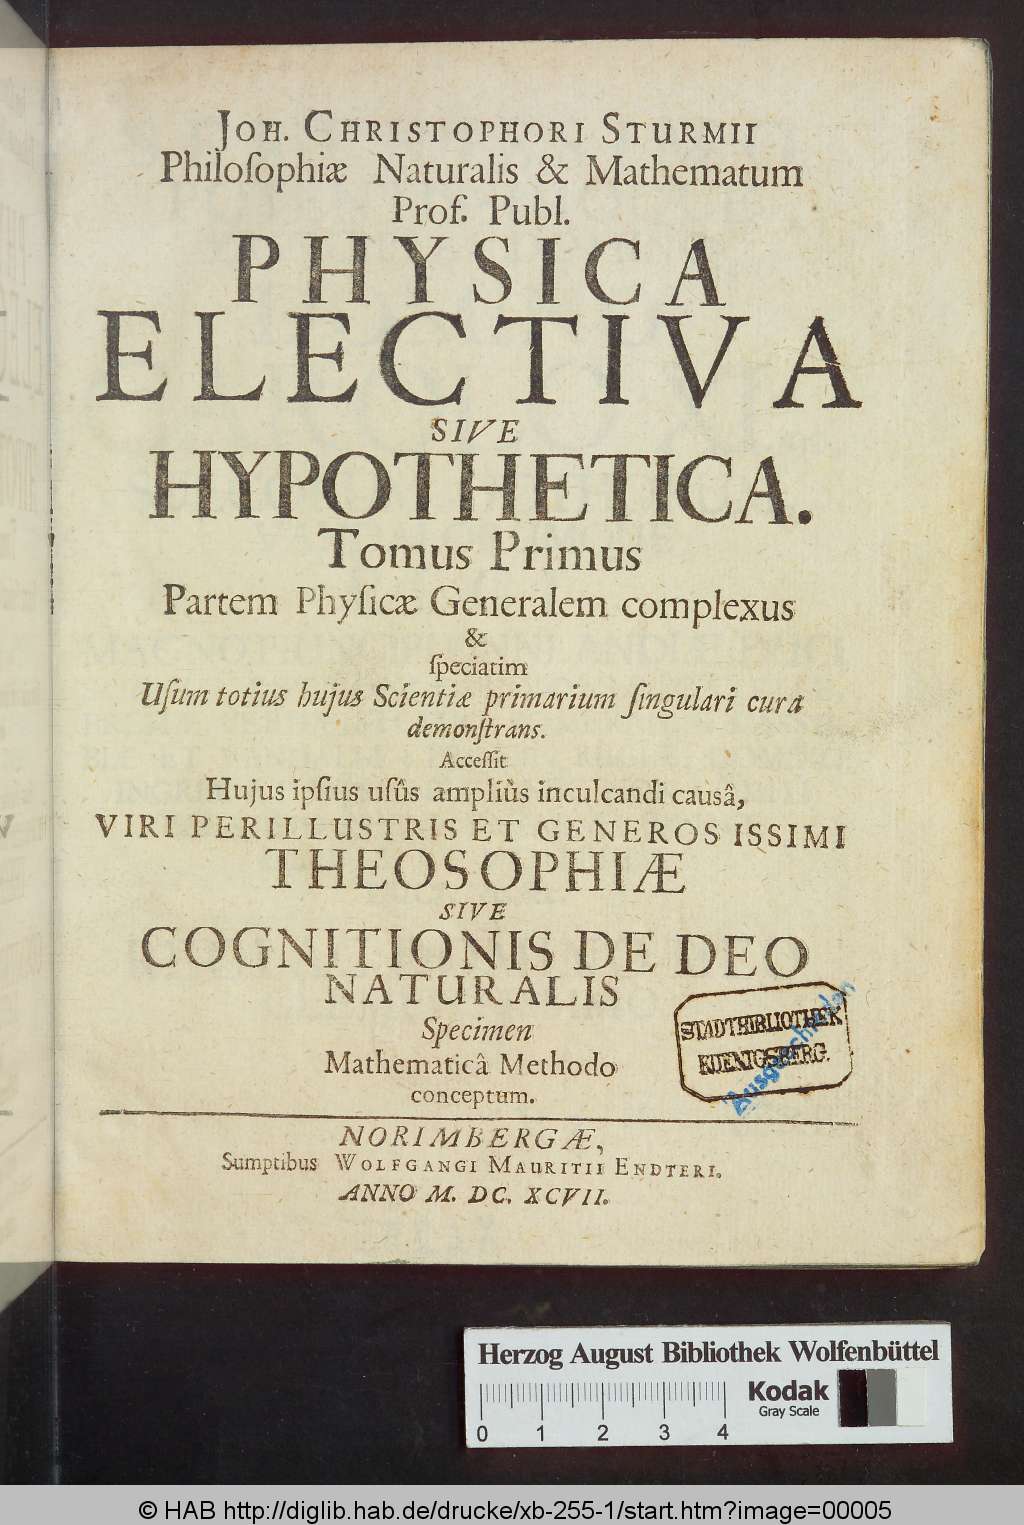 JOH. CHRISTOPHORI STURMII
Philoſophiæ Naturalis & Mathematum
Prof. Publ.
PHYSICA
ELECTIVA
SIVE
HYPOTHETICA.
Tomus Primus
Partem Phyſicæ Generalem complexus
&
ſpeciatim
Uſum totius hujus Scientiæ primarium ſingulari cura
demonſtrans.
Acceſſit
Hujus ipſius uſûs ampliùs inculcandi causâ,
VIRI PERILLUSTRIS ET GENEROSISSIMI
THEOSOPHIÆ
SIVE
COGNITIONIS DE DEO
NATURALIS
Specimen
Mathematicâ Methodo
conceptum.
STADTBIBLIOTHEK
KOENIGSBERG.
Ausgeschieden
NORIMBERGÆ,
Sumptibus WOLFGANGI MAURITII ENDTERI.
ANNO M. DC. XCVII.
Herzog August Bibliothek Wolfenbüttel
Kodak
Gray Scale
0 1 2 3 4
© HAB http://diglib.hab.de/drucke/xb-255-1/start.htm?image=00005